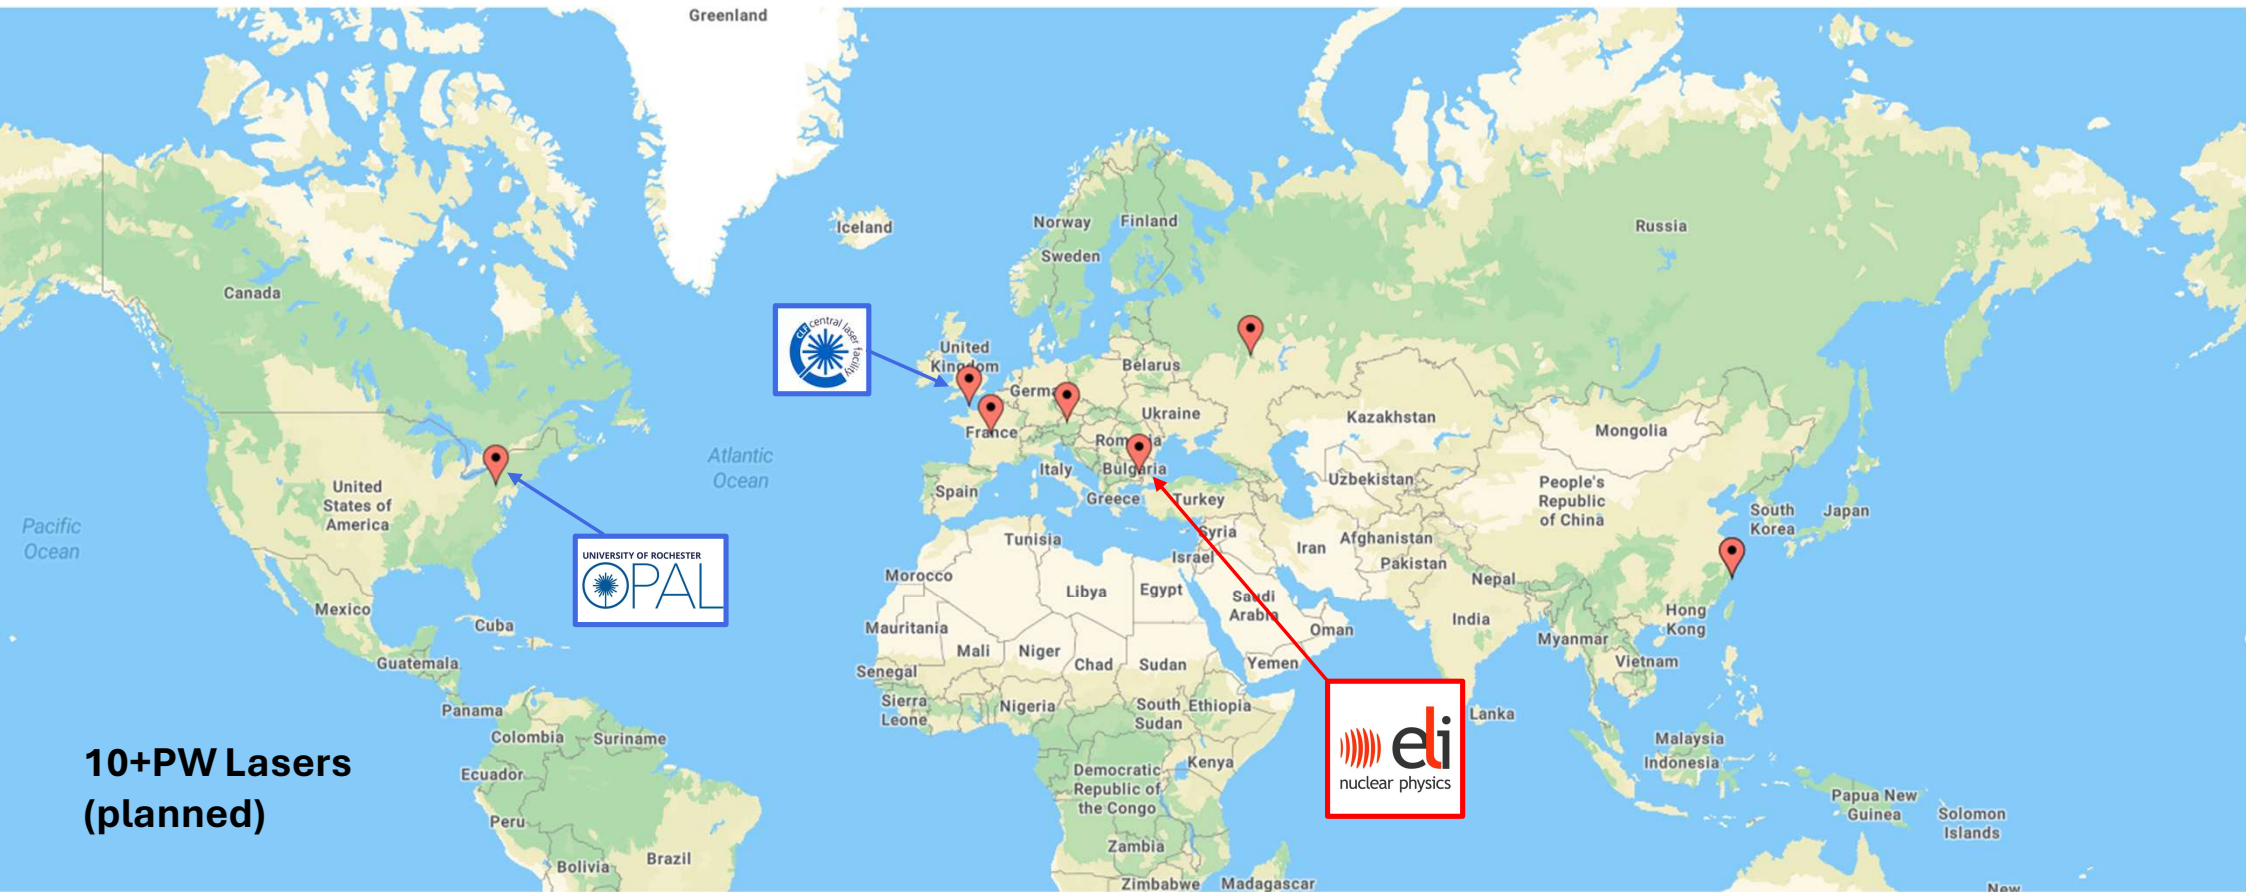 Greenland
Iceland
Norway
Finland
Sweden
Russia
Canada
central laser facility
CLF
United
Kingdom
Belarus
Germa
Ukraine
Kazakhstan
Mongolia
France
Romania
Atlantic
Ocean
Italy
Bulgaria
Uzbekistan
Spain
Greece
Turkey
United
States of
America
People's
Republic
of China
South
Korea
Japan
Pacific
Ocean
Tunisia
Syria
Iran
Afghanistan
Israel
Pakistan
UNIVERSITY OF ROCHESTER
OPAL
Morocco
Libya
Egypt
Nepal
Saudi
Arabia
Mexico
Cuba
Mauritania
Oman
India
Hong
Kong
Myanmar
Mali
Niger
Chad
Sudan
Yemen
Vietnam
Guatemala
Senegal
Sierra
Leone
Nigeria
South
Sudan
Ethiopia
Lanka
Panama
Colombia
Suriname
eli
nuclear physics
Malaysia
Indonesia
10+PW Lasers
(planned)
Ecuador
Democratic
Republic of
the Congo
Kenya
Papua New
Guinea
Solomon
Islands
Peru
Brazil
Bolivia
Zambia
Zimbabwe
Madagascar
New